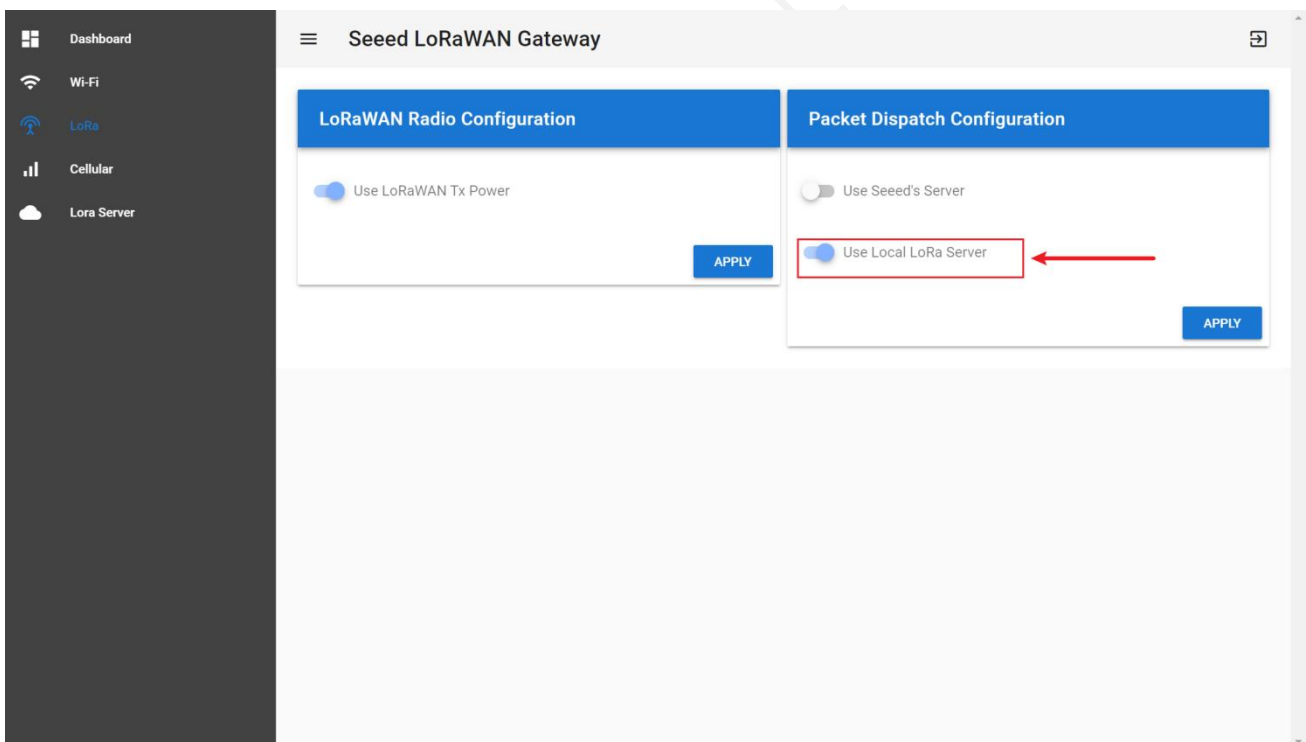 Dashboard
Wi-Fi
LoRa
Cellular
Lora Server
Seeed LoRaWAN Gateway
LoRaWAN Radio Configuration
Use LoRaWAN Tx Power
APPLY
Packet Dispatch Configuration
Use Seeed's Server
Use Local LoRa Server
APPLY